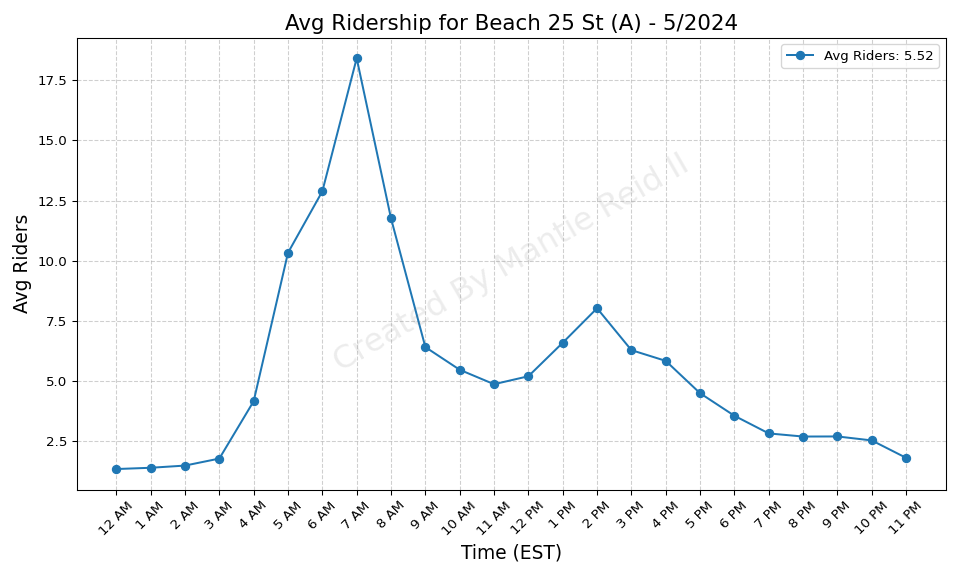 Avg Ridership for Beach 25 St (A) - 5/2024
Avg Riders: 5.52
Avg Riders
17.5
15.0
12.5
10.0
7.5
5.0
2.5
Created By Mantie Reid II
12 AM
1 AM
2 AM
3 AM
4 AM
5 AM
6 AM
7 AM
8 AM
9 AM
10 AM
11 AM
12 PM
1 PM
2 PM
3 PM
4 PM
5 PM
6 PM
7 PM
8 PM
9 PM
10 PM
11 PM
Time (EST)